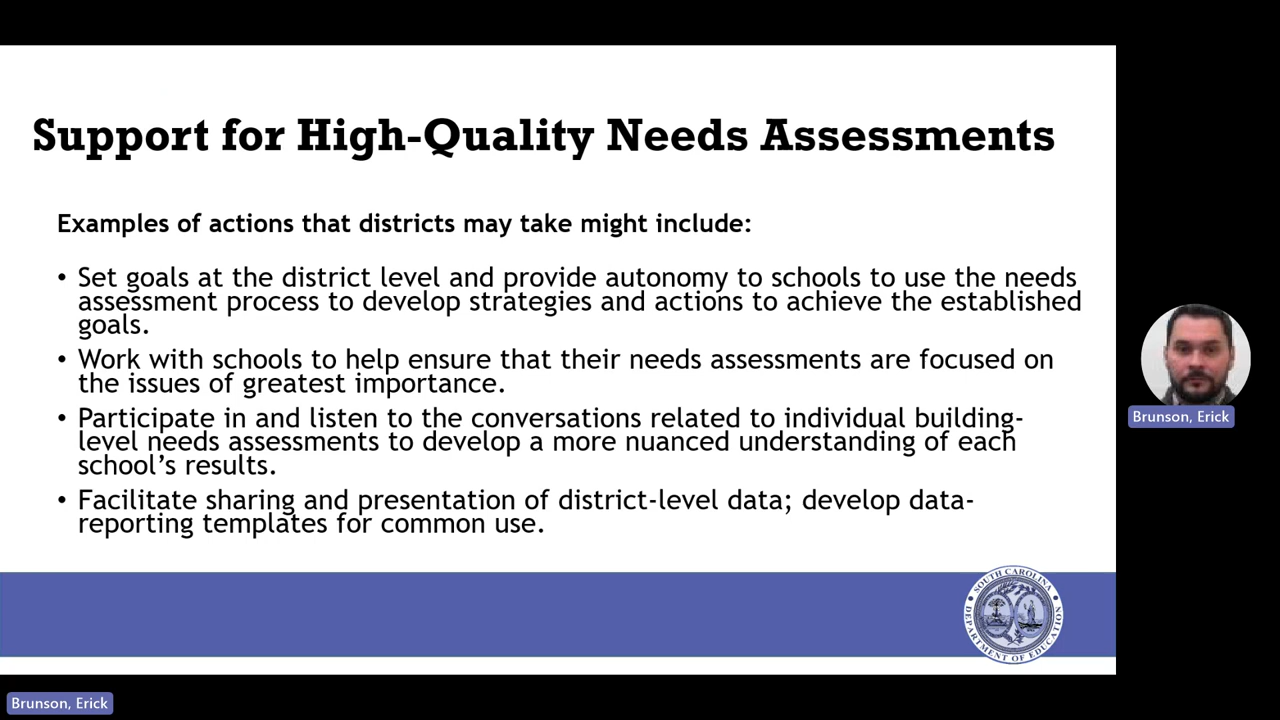 Support for High-Quality Needs Assessments
Examples of actions that districts may take might include:
• Set goals at the district level and provide autonomy to schools to use the needs
assessment process to develop strategies and actions to achieve the established
goals.
• Work with schools to help ensure that their needs assessments are focused on
the issues of greatest importance.
• Participate in and listen to the conversations related to individual building-
level needs assessments to develop a more nuanced understanding of each
school’s results.
• Facilitate sharing and presentation of district-level data; develop data-
reporting templates for common use.
SOUTH CAROLINA
DEPARTMENT OF EDUCATION
Brunson, Erick
Brunson, Erick